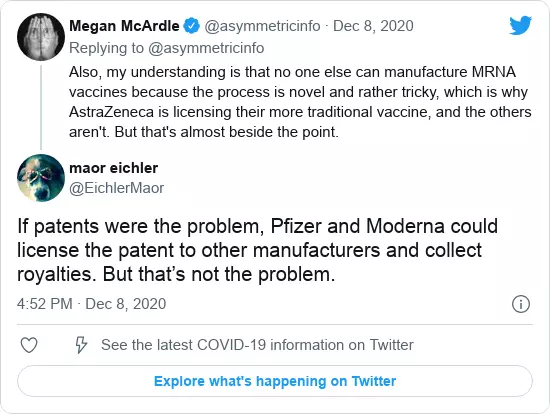 Megan McArdle @asymmetricinfo · Dec 8, 2020
Replying to @asymmetricinfo
Also, my understanding is that no one else can manufacture MRNA
vaccines because the process is novel and rather tricky, which is why
AstraZeneca is licensing their more traditional vaccine, and the others
aren't. But that's almost beside the point.
maor eichler
@EichlerMaor
If patents were the problem, Pfizer and Moderna could
license the patent to other manufacturers and collect
royalties. But that’s not the problem.
4:52 PM · Dec 8, 2020
See the latest COVID-19 information on Twitter
Explore what's happening on Twitter